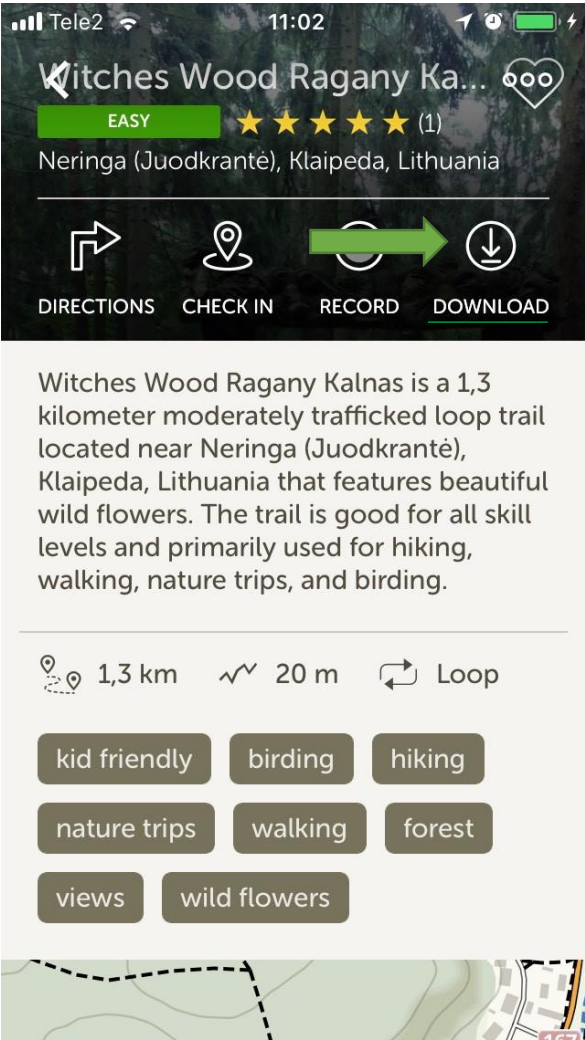 Tele2 11:02
Witches Wood Ragany Ka...
EASY (1)
Neringa (Juodkrantė), Klaipeda, Lithuania
DIRECTIONS CHECK IN RECORD DOWNLOAD
Witches Wood Ragany Kalnas is a 1,3
kilometer moderately trafficked loop trail
located near Neringa (Juodkrantė),
Klaipeda, Lithuania that features beautiful
wild flowers. The trail is good for all skill
levels and primarily used for hiking,
walking, nature trips, and birding.
1,3 km 20 m Loop
kid friendly birding hiking
nature trips walking forest
views wild flowers
167